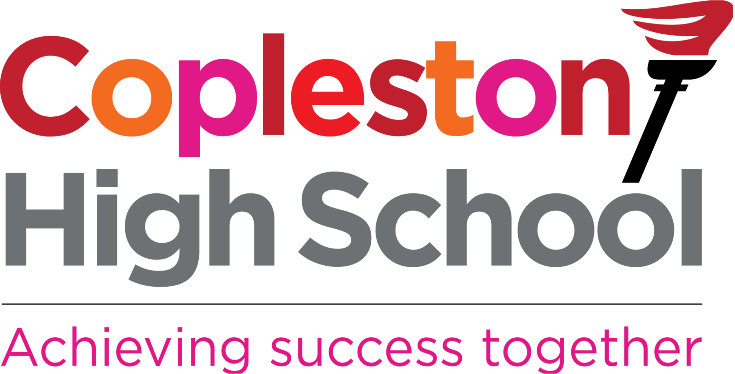 Copleston
High School
Achieving success together